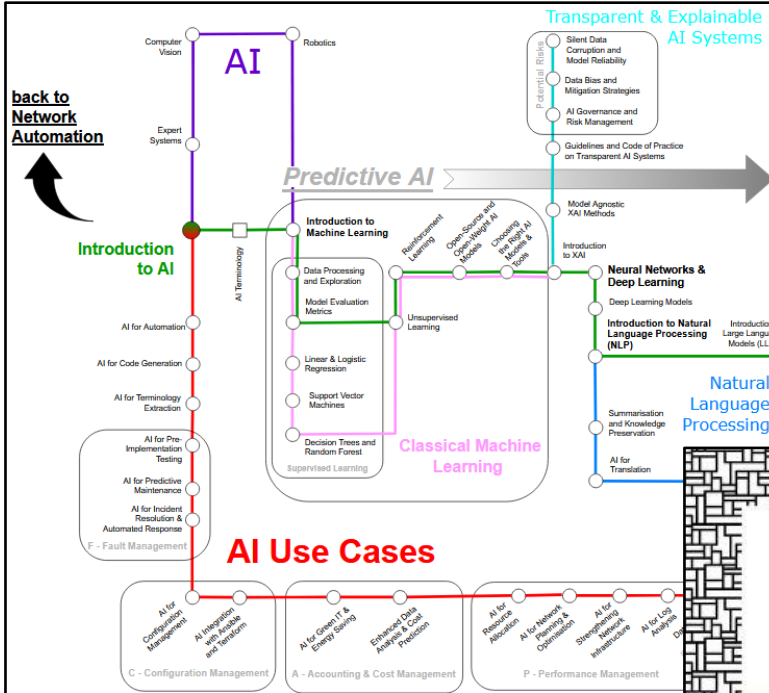 Transparent & Explainable
AI Systems
Computer
Vision
Robotics
AI
Silent Data
Corruption and
Model Reliability
Potential Risks
Data Bias and
Mitigation Strategies
AI Governance and
Risk Management
back to
Network
Automation
Expert
Systems
Guidelines and Code of Practice
on Transparent AI Systems
Predictive AI
Model Agnostic
XAI Methods
Introduction
to AI
AI Terminology
Introduction to
Machine Learning
Reinforcement
Learning
Open-Source and
Open-Weight AI
Models
Choosing
the Right AI
Models &
Tools
Introduction
to XAI
Data Processing
and Exploration
Model Evaluation
Metrics
Unsupervised
Learning
Neural Networks &
Deep Learning
Deep Learning Models
Introduction to Natural
Language Processing
(NLP)
Large
AI for Automation
AI for Code Generation
AI for Terminology
Extraction
Linear & Logistic
Regression
Support Vector
Machines
Decision Trees and
Random Forest
Supervised Learning
Classical Machine
Learning
Natural
Language
Processing
Summarisation
and Knowledge
Preservation
AI for
Translation
AI for Pre-
Implementation
Testing
AI for Predictive
Maintenance
AI for Incident
Resolution &
Automated Response
F - Fault Management
AI Use Cases
AI for
Configuration
Management
AI Integration
with Ansible
and Terraform
C - Configuration Management
AI for Green IT &
Energy Saving
Enhanced Data
Analysis & Cost
Prediction
A - Accounting & Cost Management
AI for
Resource
Allocation
AI for Network
Planning &
Optimisation
AI for
Strengthening
Network
Infrastructure
AI for Log
Analysis
P - Performance Management